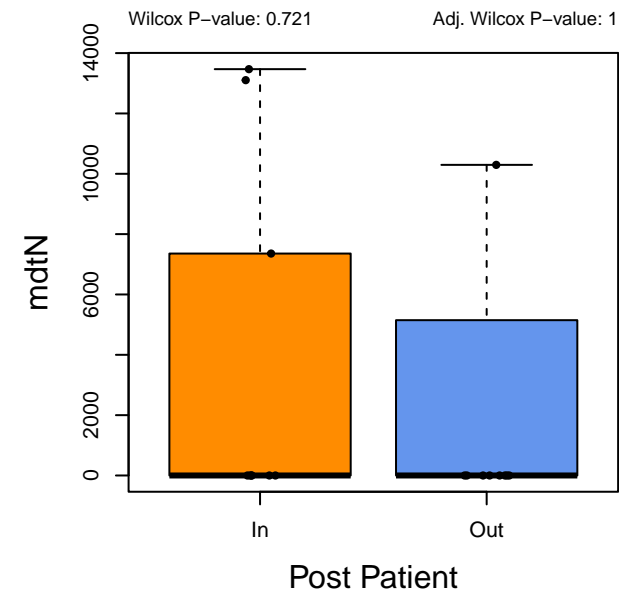 Wilcox P−value: 0.721 Adj. Wilcox P−value: 1
14000
10000
6000
2000
0
mdtN
In Out
Post Patient